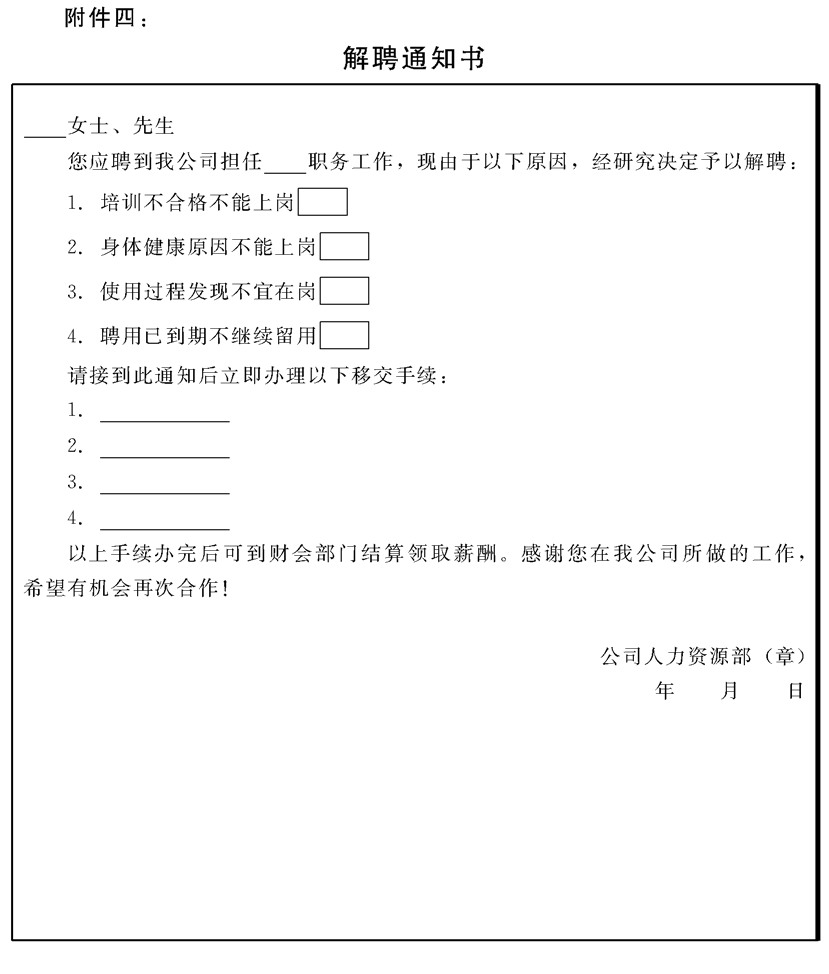 附件四：
解聘通知书
____女士、先生
您应聘到我公司担任____职务工作，现由于以下原因，经研究决定予以解聘：
1. 培训不合格不能上岗
2. 身体健康原因不能上岗
3. 使用过程发现不宜在岗
4. 聘用已到期不继续留用
请接到此通知后立即办理以下移交手续：
1. ____________
2. ____________
3. ____________
4. ____________
以上手续办完后可到财会部门结算领取薪酬。感谢您在我公司所做的工作，
希望有机会再次合作！
公司人力资源部（章）
年 月 日